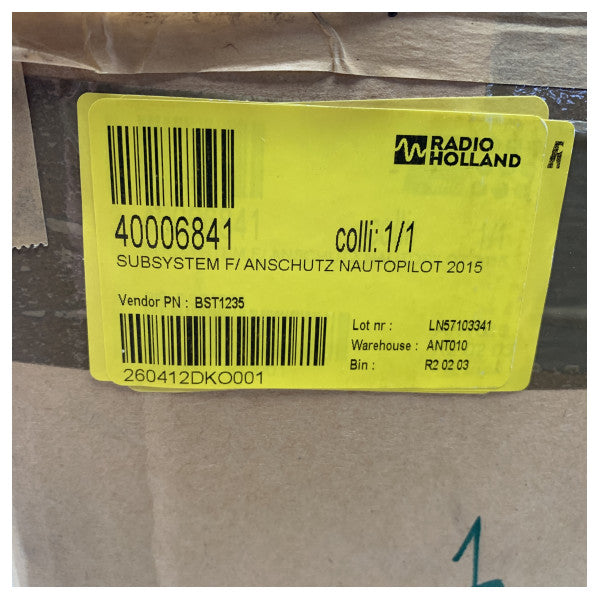 RADIO
HOLLAND
40006841
colli: 1/1
SUBSYSTEM F/ ANSCHUTZ NAUTOPILOT 2015
Vendor PN : BST1235
Lot nr : LN57103341
Warehouse : ANT010
Bin : R2 02 03
260412DKO001